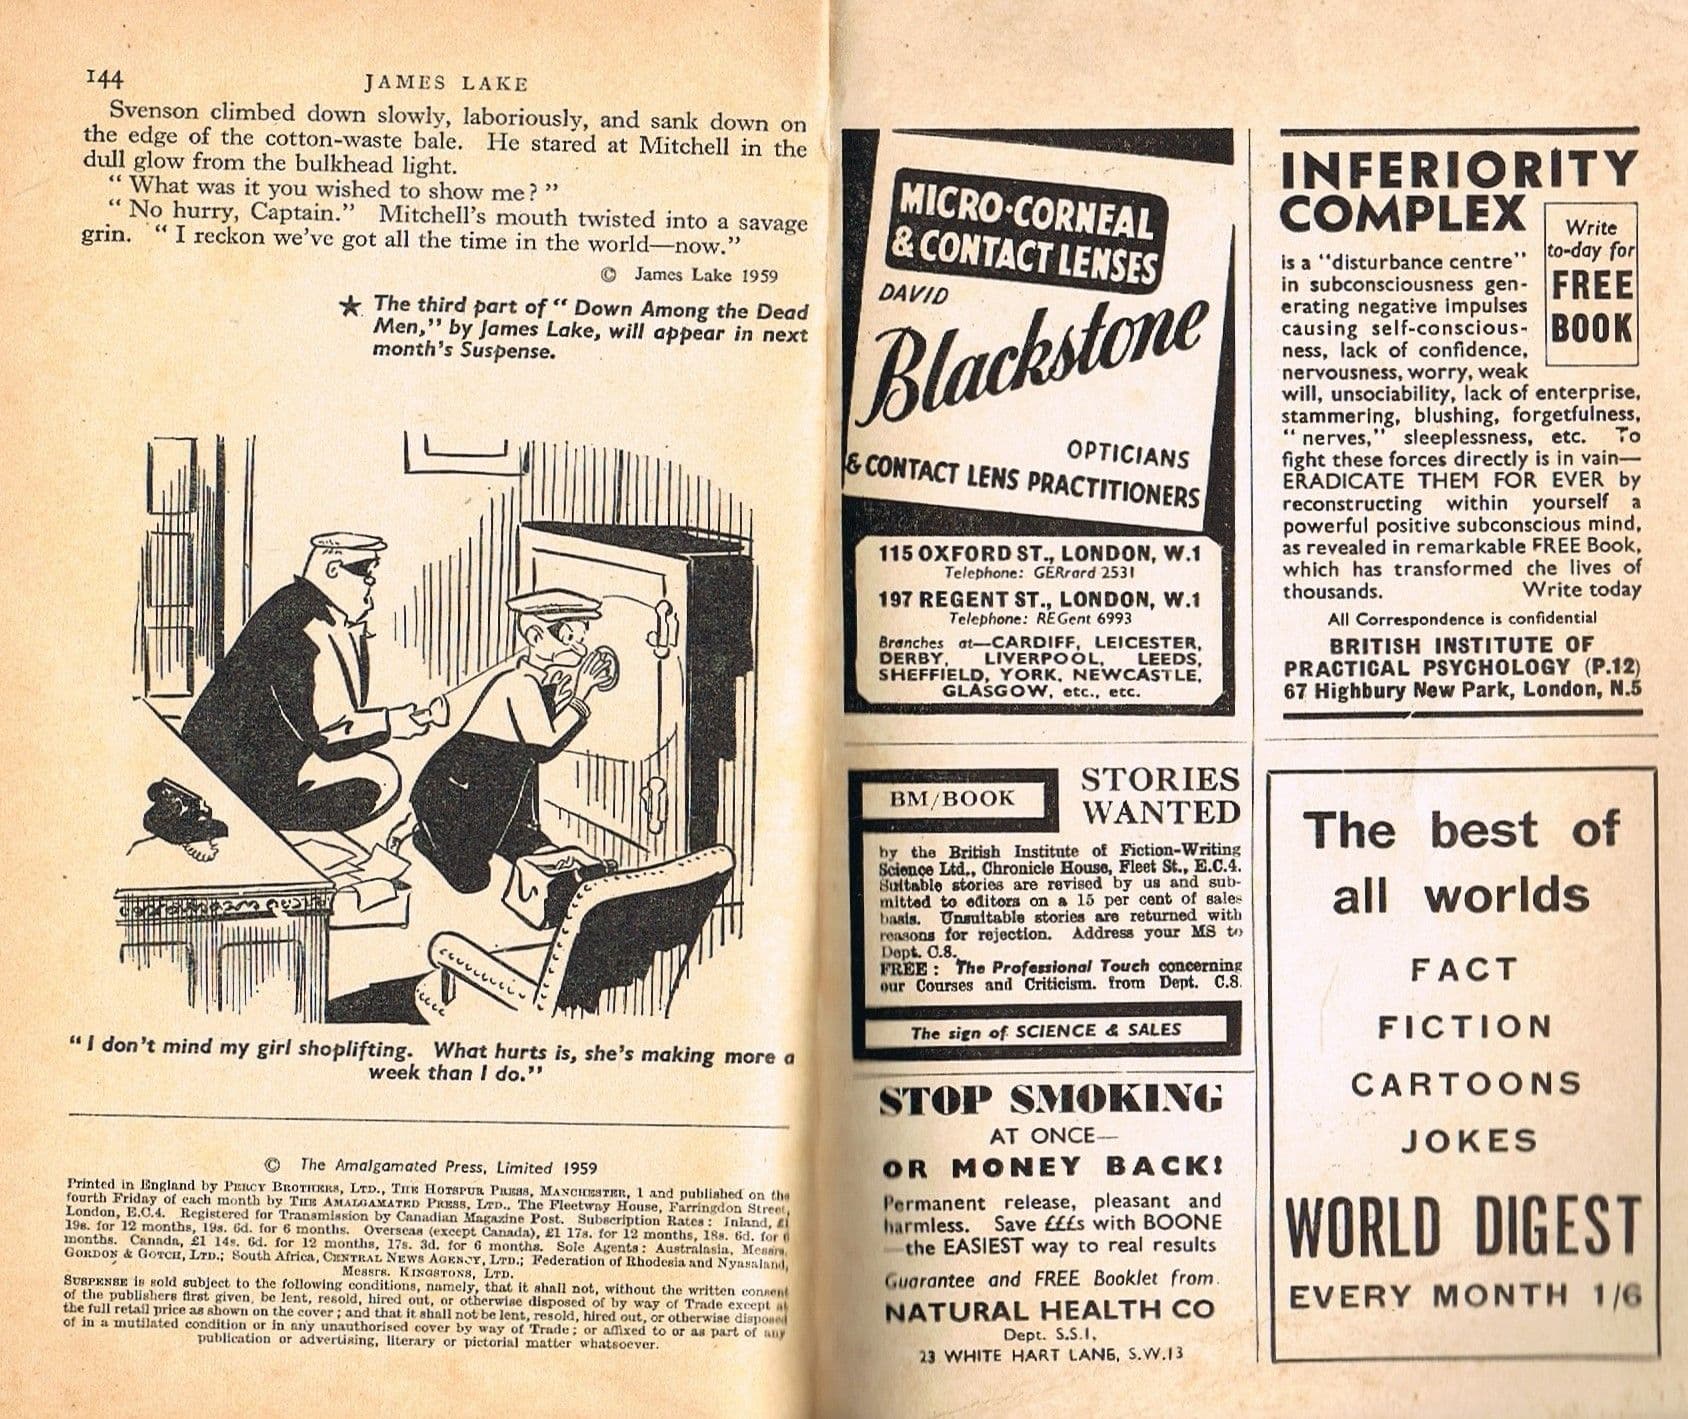 144
JAMES LAKE
Svenson climbed down slowly, laboriously, and sank down on
the edge of the cotton-waste bale. He stared at Mitchell in the
dull glow from the bulkhead light.
“ What was it you wished to show me? ”
“ No hurry, Captain.” Mitchell’s mouth twisted into a savage
grin. “ I reckon we’ve got all the time in the world—now.”
© James Lake 1959
★ The third part of “ Down Among the Dead
Men,” by James Lake, will appear in next
month’s Suspense.
“ I don’t mind my girl shoplifting. What hurts is, she’s making more a
week than I do.”
© The Amalgamated Press, Limited 1959
Printed in England by PERCY BROTHERS, LTD., THE HOTSPUR PRESS, MANCHESTER, 1 and published on the
fourth Friday of each month by THE AMALGAMATED PRESS, LTD., The Fleetway House, Farringdon Street,
London, E.C.4. Registered for Transmission by Canadian Magazine Post. Subscription Rates : Inland, £1
19s. for 12 months, 19s. 6d. for 6 months. Overseas (except Canada), £1 17s. for 12 months, 18s. 6d. for 6
months. Canada, £1 14s. 6d. for 12 months, 17s. 3d. for 6 months. Sole Agents : Australasia, Messrs.
GORDON & GOTCH, LTD.; South Africa, CENTRAL NEWS AGENCY, LTD.; Federation of Rhodesia and Nyasaland,
Messrs. KINGSTONS, LTD.
SUSPENSE is sold subject to the following conditions, namely, that it shall not, without the written consent
of the publishers first given, be lent, resold, hired out, or otherwise disposed of by way of Trade except at
the full retail price as shown on the cover ; and that it shall not be lent, resold, hired out, or otherwise disposed
of in a mutilated condition or in any unauthorised cover by way of Trade ; or affixed to or as part of any
publication or advertising, literary or pictorial matter whatsoever.
MICRO-CORNEAL
& CONTACT LENSES
DAVID
Blackstone
OPTICIANS
& CONTACT LENS PRACTITIONERS
115 OXFORD ST., LONDON, W.1
Telephone: GERrard 2531
197 REGENT ST., LONDON, W.1
Telephone: REGent 6993
Branches at—CARDIFF, LEICESTER,
DERBY, LIVERPOOL, LEEDS,
SHEFFIELD, YORK, NEWCASTLE,
GLASGOW, etc., etc.
BM/BOOK
STORIES
WANTED
by the British Institute of Fiction-Writing
Science Ltd., Chronicle House, Fleet St., E.C.4.
Suitable stories are revised by us and sub-
mitted to editors on a 15 per cent of sales
basis. Unsuitable stories are returned with
reasons for rejection. Address your MS to
Dept. C.8.
FREE : The Professional Touch concerning
our Courses and Criticism. from Dept. C.8.
The sign of SCIENCE & SALES
STOP SMOKING
AT ONCE—
OR MONEY BACK!
Permanent release, pleasant and
harmless. Save £££s with BOONE
—the EASIEST way to real results
Guarantee and FREE Booklet from.
NATURAL HEALTH CO
Dept. S.S.I,
23 WHITE HART LANE, S.W.13
INFERIORITY
COMPLEX
Write
to-day for
FREE
BOOK
is a “disturbance centre”
in subconsciousness gen-
erating negative impulses
causing self-conscious-
ness, lack of confidence,
nervousness, worry, weak
will, unsociability, lack of enterprise,
stammering, blushing, forgetfulness,
“ nerves,” sleeplessness, etc. To
fight these forces directly is in vain—
ERADICATE THEM FOR EVER by
reconstructing within yourself a
powerful positive subconscious mind,
as revealed in remarkable FREE Book,
which has transformed the lives of
thousands. Write today
All Correspondence is confidential
BRITISH INSTITUTE OF
PRACTICAL PSYCHOLOGY (P.12)
67 Highbury New Park, London, N.5
The best of
all worlds
FACT
FICTION
CARTOONS
JOKES
WORLD DIGEST
EVERY MONTH 1/6